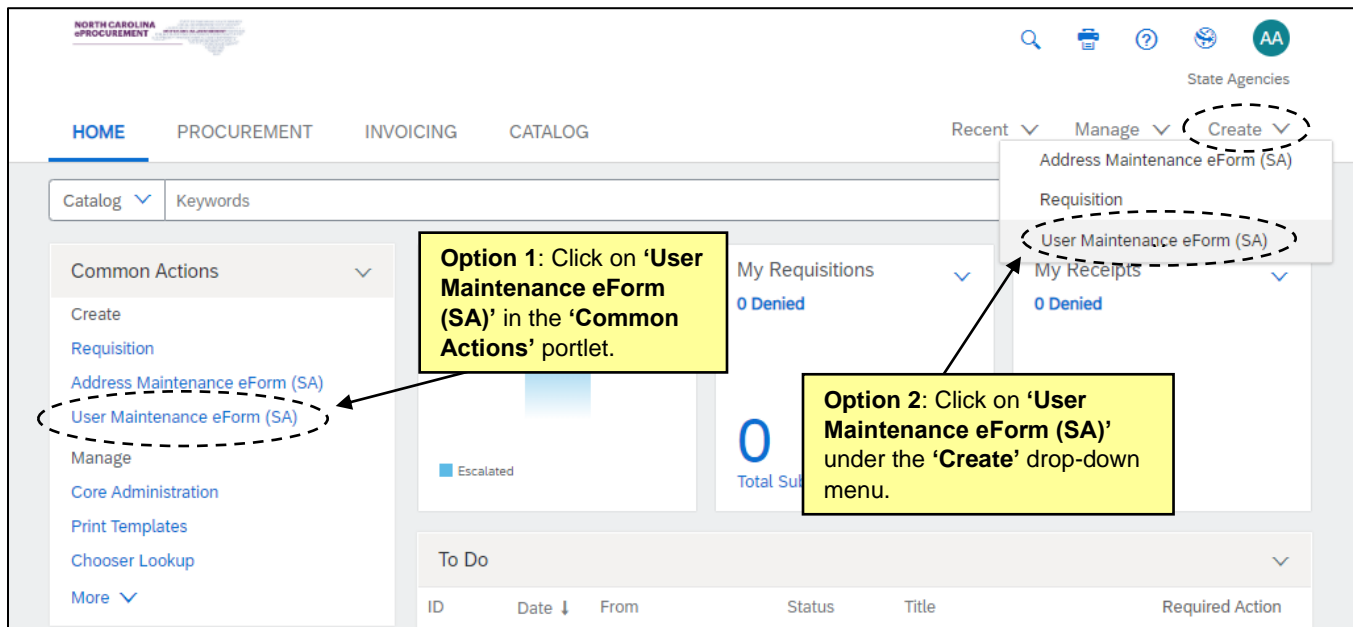 NORTH CAROLINA
ePROCUREMENT
AA
State Agencies
HOME PROCUREMENT INVOICING CATALOG Recent Manage Create
Address Maintenance eForm (SA)
Requisition
User Maintenance eForm (SA)
Catalog Keywords
Common Actions
Create
Requisition
Address Maintenance eForm (SA)
User Maintenance eForm (SA)
Manage
Core Administration
Print Templates
Chooser Lookup
More
Option 1: Click on ‘User
Maintenance eForm
(SA)’ in the ‘Common
Actions’ portlet.
Escalated
My Requisitions
0 Denied
0
Total Sub
My Receipts
0 Denied
Option 2: Click on ‘User
Maintenance eForm (SA)’
under the ‘Create’ drop-down
menu.
To Do
ID Date From Status Title Required Action